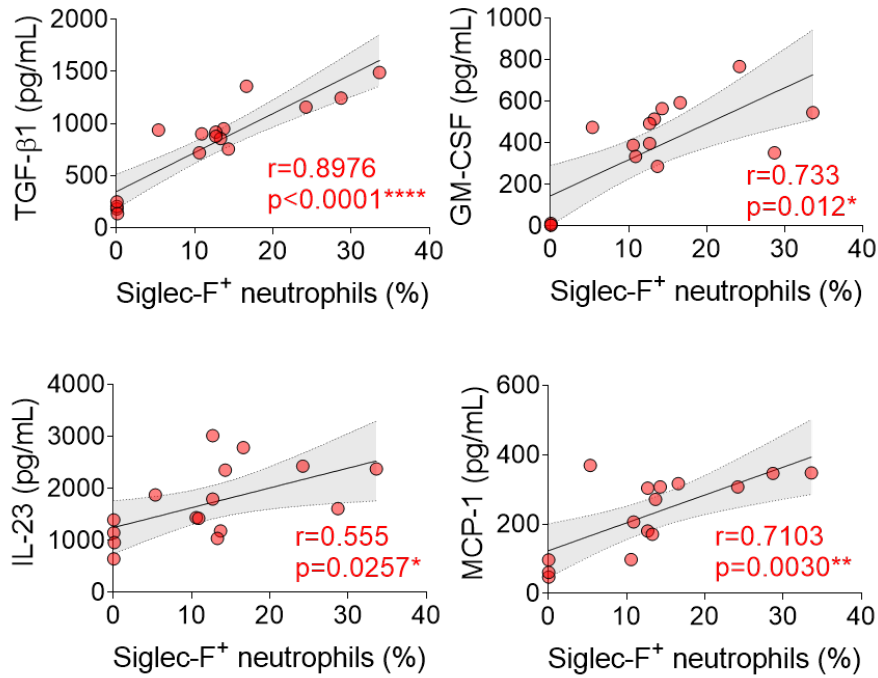 TGF-β1 (pg/mL)
2000
1500
1000
500
0
r=0.8976
p<0.0001****
0 10 20 30 40
Siglec-F⁺ neutrophils (%)
GM-CSF (pg/mL)
1000
800
600
400
200
0
r=0.733
p=0.012*
0 10 20 30 40
Siglec-F⁺ neutrophils (%)
IL-23 (pg/mL)
4000
3000
2000
1000
0
r=0.555
p=0.0257*
0 10 20 30 40
Siglec-F⁺ neutrophils (%)
MCP-1 (pg/mL)
600
400
200
0
r=0.7103
p=0.0030**
0 10 20 30 40
Siglec-F⁺ neutrophils (%)